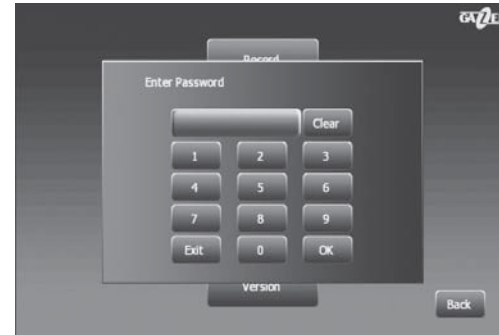 GAZE
Record
Enter Password
Clear
1 2 3
4 5 6
7 8 9
Exit 0 OK
Version
Back